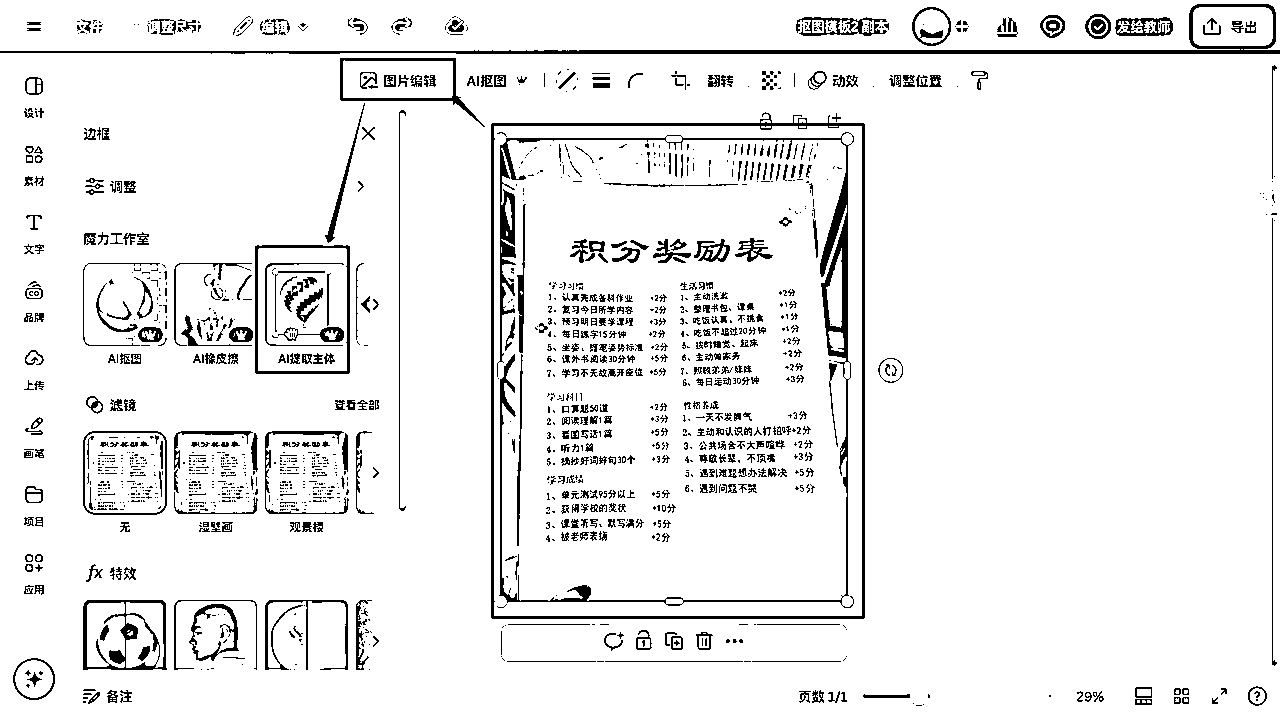 文件 调整尺寸 编辑 抠图模板2 副本 发给教师 导出
图片编辑 AI抠图 翻转 动效 调整位置
设计
素材
文字
品牌
上传
画笔
项目
应用
边框
调整
魔力工作室
AI抠图 AI橡皮擦 AI提取主体
滤镜 查看全部
无 湿壁画 观景楼
fx 特效
备注
积分奖励表
学习习惯
1、认真完成各科作业 +2分
2、复习今日所学内容 +2分
3、预习明日要学课程 +3分
4、每日练字15分钟 +2分
5、坐姿、握笔姿势标准 +2分
6、课外书阅读30分钟 +5分
7、学习不无故离开座位 +5分
生活习惯
1、主动洗漱 +2分
2、整理书包、课桌 +1分
3、吃饭认真、不挑食 +1分
4、吃饭不超过20分钟 +1分
5、按时睡觉、起床 +2分
6、主动做家务 +2分
7、照顾弟弟/妹妹 +2分
8、每日运动30分钟 +3分
学习科目
1、口算题50道 +2分
2、阅读理解1篇 +3分
3、看图写话1篇 +5分
4、听力1篇 +5分
5、摘抄好词好句30个 +3分
性格养成
1、一天不发脾气 +3分
2、主动和认识的人打招呼+2分
3、公共场合不大声喧哗 +2分
4、尊敬长辈、不顶嘴 +3分
5、遇到难题想办法解决 +5分
6、遇到问题不哭 +5分
学习成绩
1、单元测试95分以上 +5分
2、获得学校的奖状 +10分
3、课堂听写、默写满分 +5分
4、被老师表扬 +2分
页数 1/1 29%